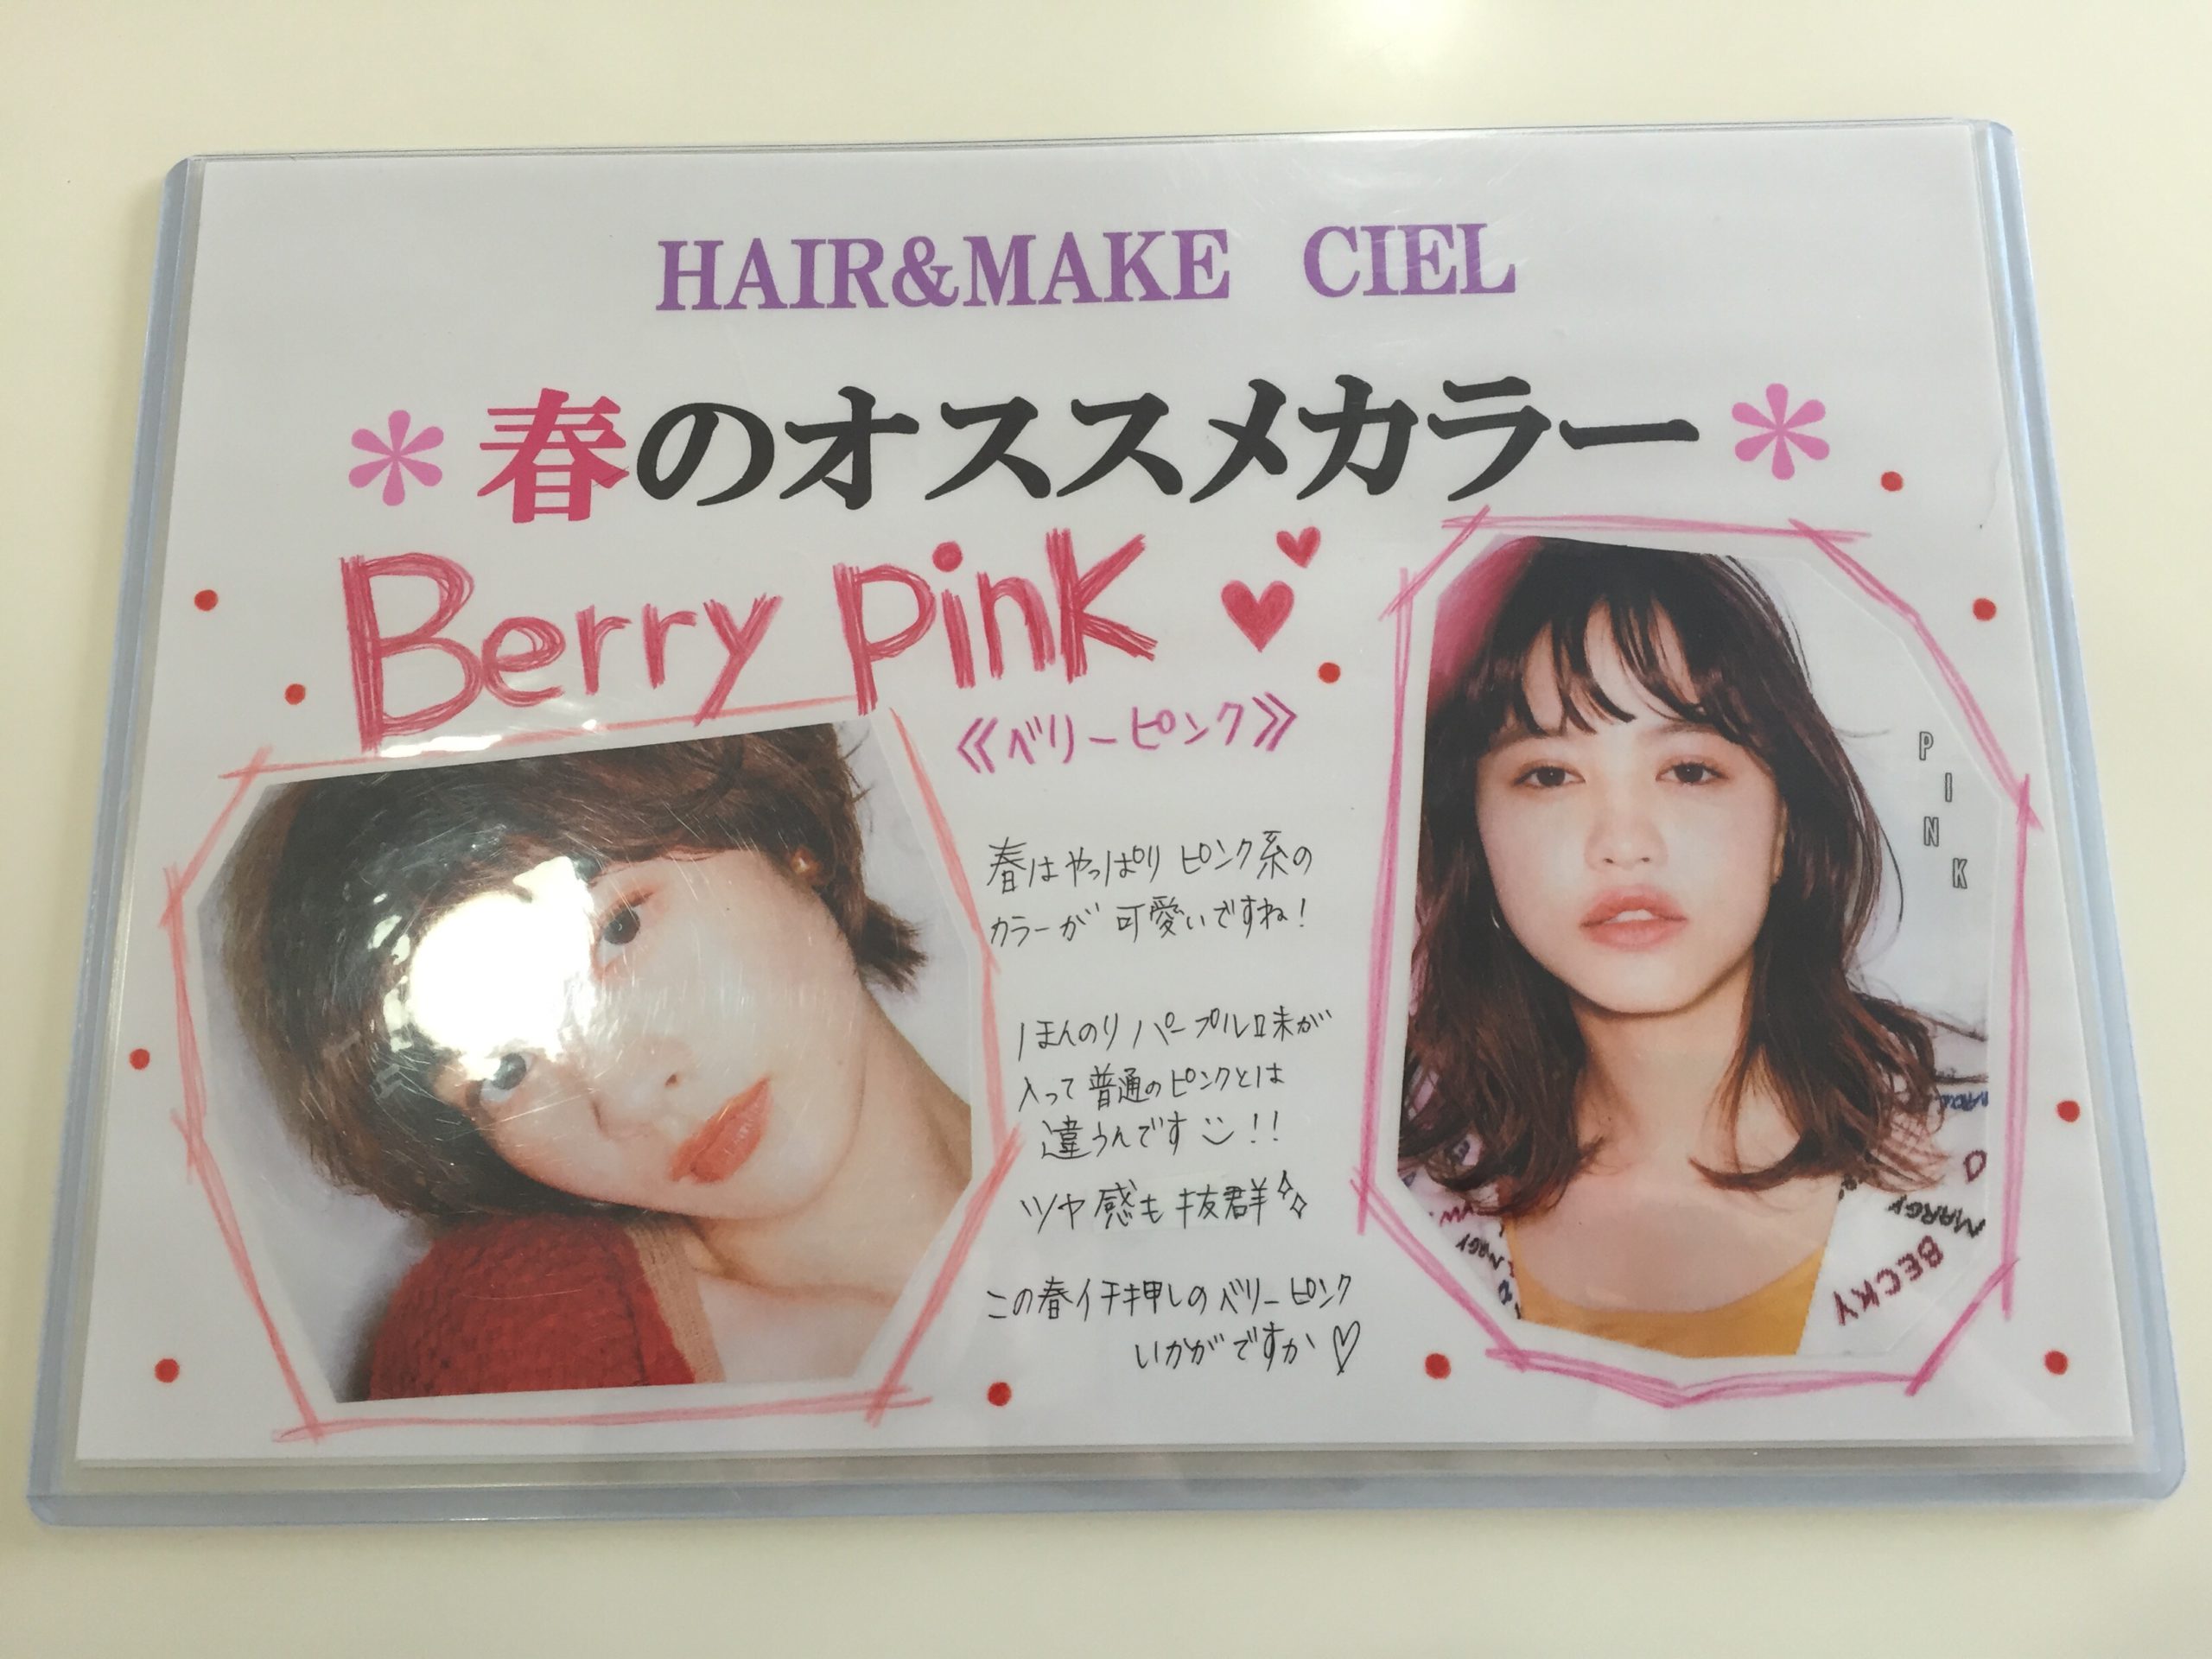 HAIR&MAKE CIEL
*春のオススメカラー*
Berry pink
《ベリーピンク》
春はやっぱりピンク系の
カラーが可愛いですね!
ほんのりパープル味が
入って普通のピンクとは
違うんです!!
ツヤ感も抜群
この春イチ押しのベリーピンク
いかがですか♡
PINK
MARGY
BECKY